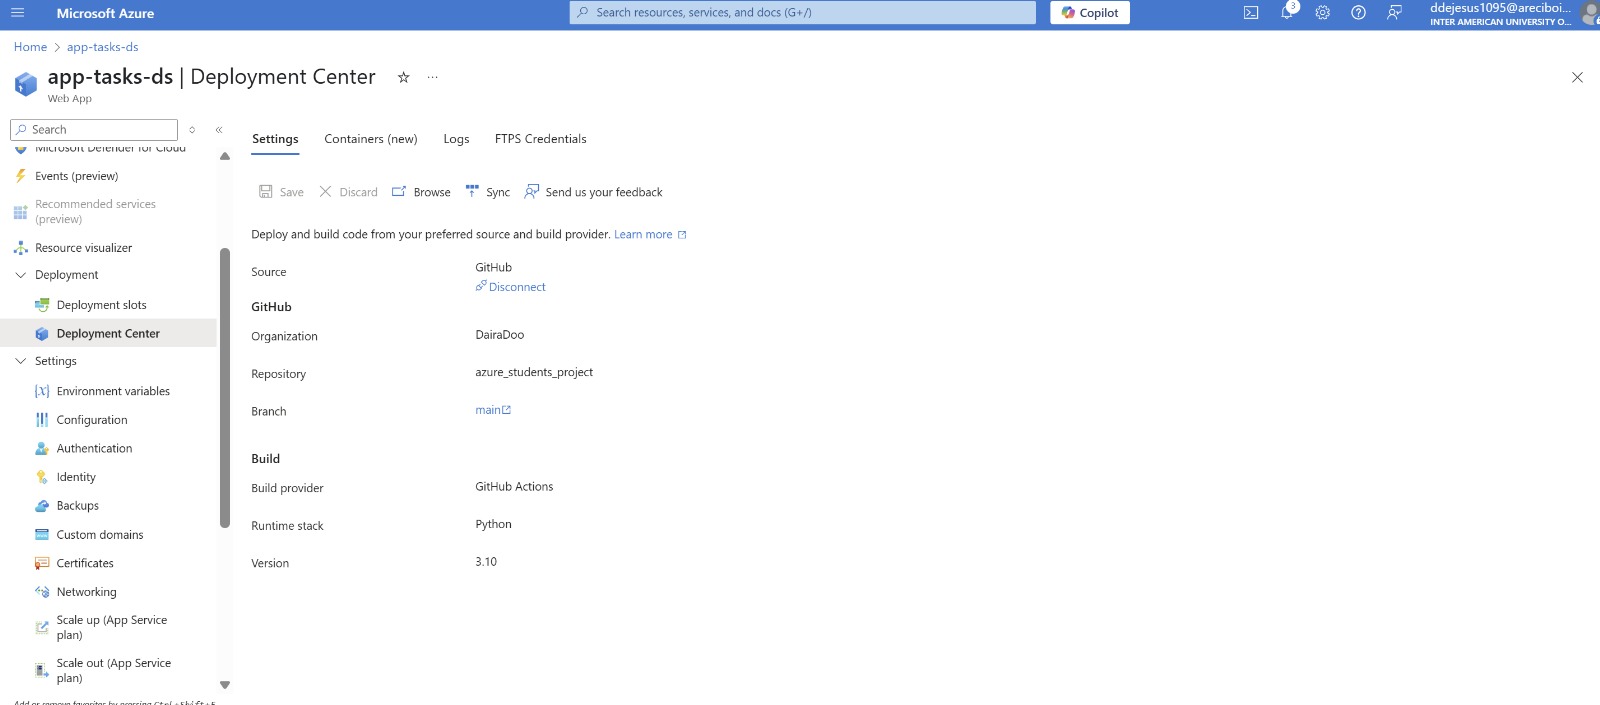 Microsoft Azure
Search resources, services, and docs (G+/)
Copilot
3
ddejesus1095@areciboi...
INTER AMERICAN UNIVERSITY O...
Home > app-tasks-ds
app-tasks-ds | Deployment Center
Web App
Search
Microsoft Defender for Cloud
Events (preview)
Recommended services
(preview)
Resource visualizer
Deployment
Deployment slots
Deployment Center
Settings
Environment variables
Configuration
Authentication
Identity
Backups
Custom domains
Certificates
Networking
Scale up (App Service
plan)
Scale out (App Service
plan)
Add or remove favorites by pressing Ctrl+Shift+F
Settings Containers (new) Logs FTPS Credentials
Save Discard Browse Sync Send us your feedback
Deploy and build code from your preferred source and build provider. Learn more
Source GitHub
Disconnect
GitHub
Organization DairaDoo
Repository azure_students_project
Branch main
Build
Build provider GitHub Actions
Runtime stack Python
Version 3.10